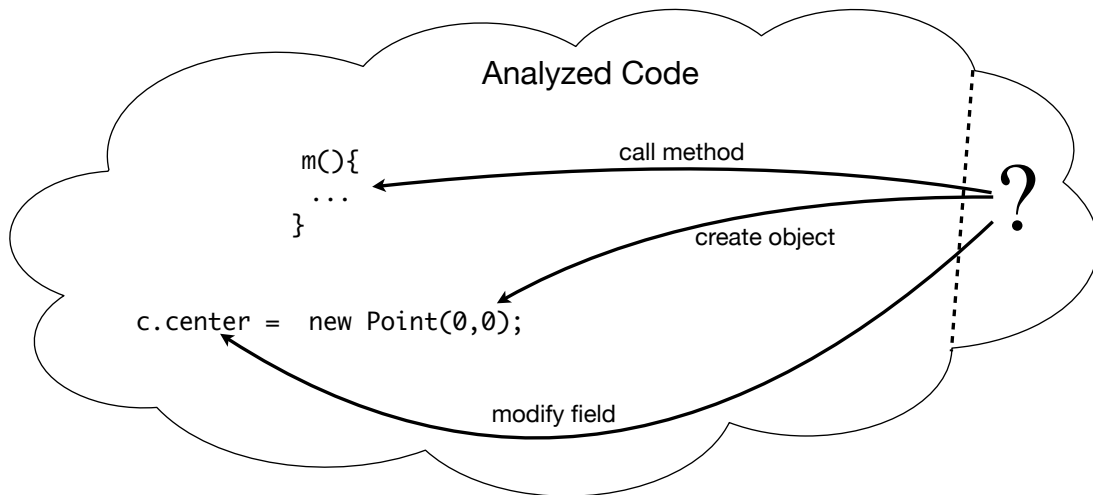 Analyzed Code
call method
m(){
...
}
?
create object
c.center =  new Point(0,0);
modify field